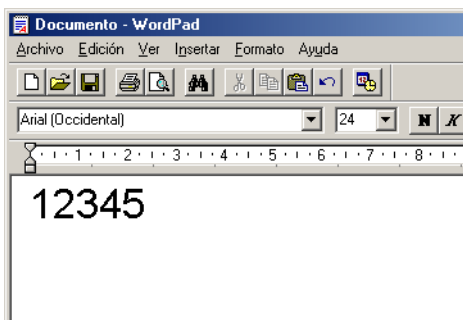 Documento - WordPad
Archivo Edición Ver Insertar Formato Ayuda
Arial (Occidental) 24 N K
1 2 3 4 5 6 7 8
12345